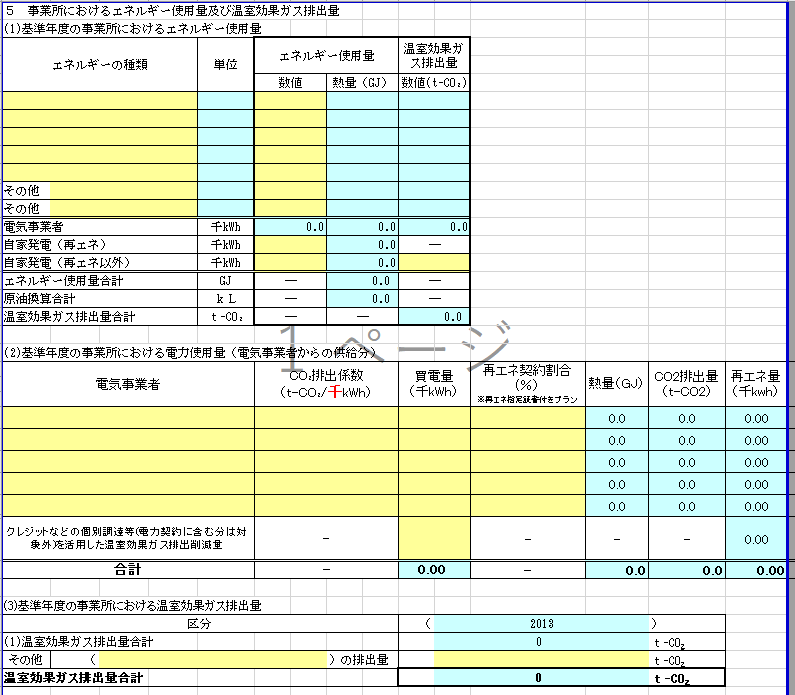 5　事業所におけるエネルギー使用量及び温室効果ガス排出量
(1)基準年度の事業所におけるエネルギー使用量
エネルギーの種類 単位 エネルギー使用量 温室効果ガス排出量
数値 熱量（GJ） 数値(t-CO₂)
その他
その他
電気事業者 千kWh 0.0 0.0 0.0
自家発電（再エネ） 千kWh 0.0 ―
自家発電（再エネ以外） 千kWh 0.0
エネルギー使用量合計 GJ ― 0.0 ―
原油換算合計 kL ― 0.0 ―
温室効果ガス排出量合計 t-CO₂ ― ― 0.0
1 ページ
(2)基準年度の事業所における電力使用量（電気事業者からの供給分）
電気事業者 CO₂排出係数 (t-CO₂/千kWh) 買電量 (千kWh) 再エネ契約割合 (%) ※再エネ指定証書付きプラン 熱量(GJ) CO2排出量 (t-CO2) 再エネ量 (千kwh)
0.0 0.0 0.00
0.0 0.0 0.00
0.0 0.0 0.00
0.0 0.0 0.00
0.0 0.0 0.00
クレジットなどの個別調達等(電力契約に含む分は対象外)を活用した温室効果ガス排出削減量 － － － － 0.00
合計 － 0.00 － 0.0 0.0 0.00
(3)基準年度の事業所における温室効果ガス排出量
区分 （ 2013 ）
(1)温室効果ガス排出量合計 0 t-CO₂
その他 （ ）の排出量 t-CO₂
温室効果ガス排出量合計 0 t-CO₂